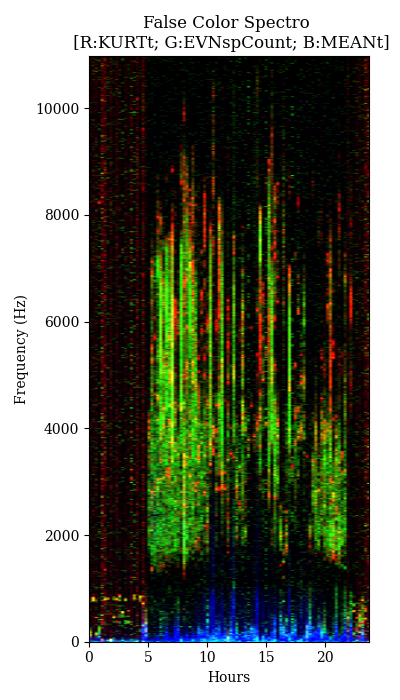 False Color Spectro
[R:KURTt; G:EVNspCount; B:MEANt]
10000
8000
6000
4000
2000
0
Frequency (Hz)
0 5 10 15 20
Hours